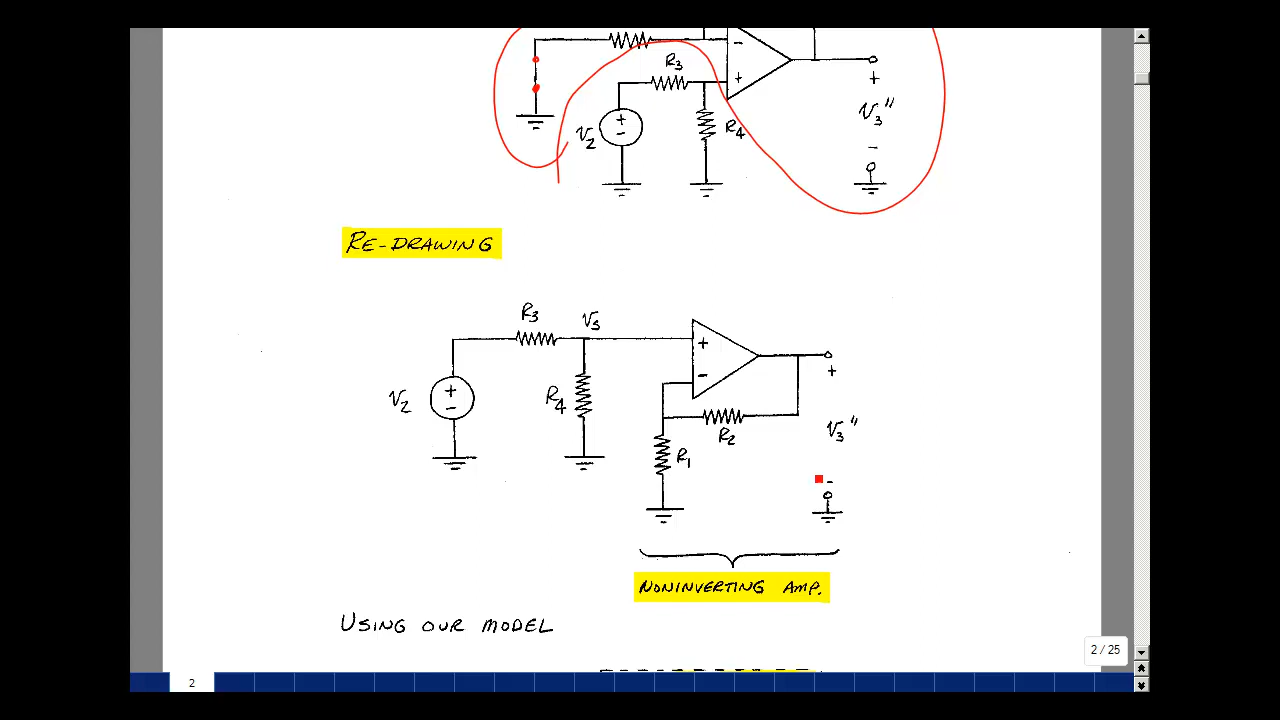 -
R3
+
+
+
V3"
V2
-
R4
-
RE-DRAWING
R3
V3
+
V2
+
-
R4
-
+
R2
V3"
R1
-
NONINVERTING AMP.
USING OUR MODEL
2 / 25
2